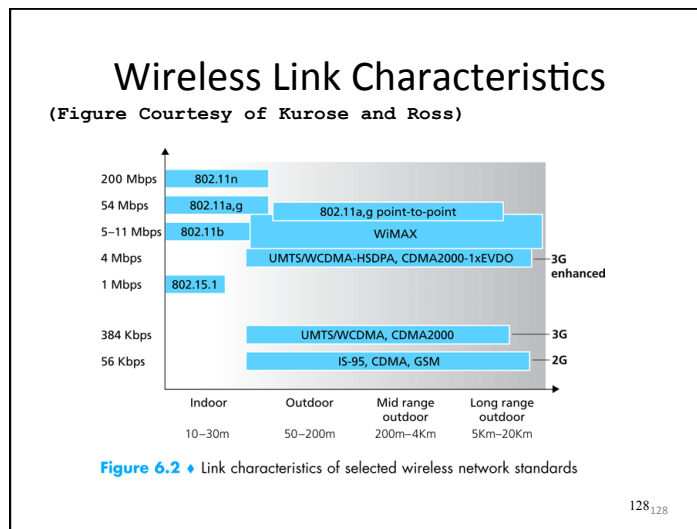 Wireless Link Characteristics
(Figure Courtesy of Kurose and Ross)
200 Mbps 802.11n
54 Mbps 802.11a,g 802.11a,g point-to-point
5–11 Mbps 802.11b WiMAX
4 Mbps UMTS/WCDMA-HSDPA, CDMA2000-1xEVDO 3G
enhanced
1 Mbps 802.15.1
384 Kbps UMTS/WCDMA, CDMA2000 3G
56 Kbps IS-95, CDMA, GSM 2G
Indoor Outdoor Mid range Long range
outdoor outdoor
10–30m 50–200m 200m–4Km 5Km–20Km
Figure 6.2 ♦ Link characteristics of selected wireless network standards
128 128